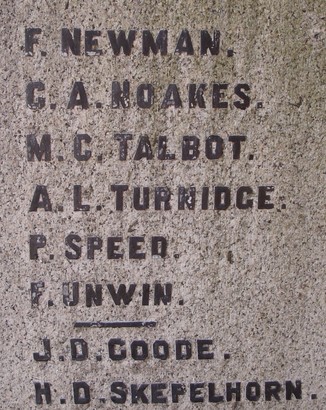 F. NEWMAN.
C. A. NOAKES.
M. C. TALBOT.
A. L. TURNIDGE.
P. SPEED.
F. UNWIN.
J. D. GOODE.
H. D. SKEPELHORN.